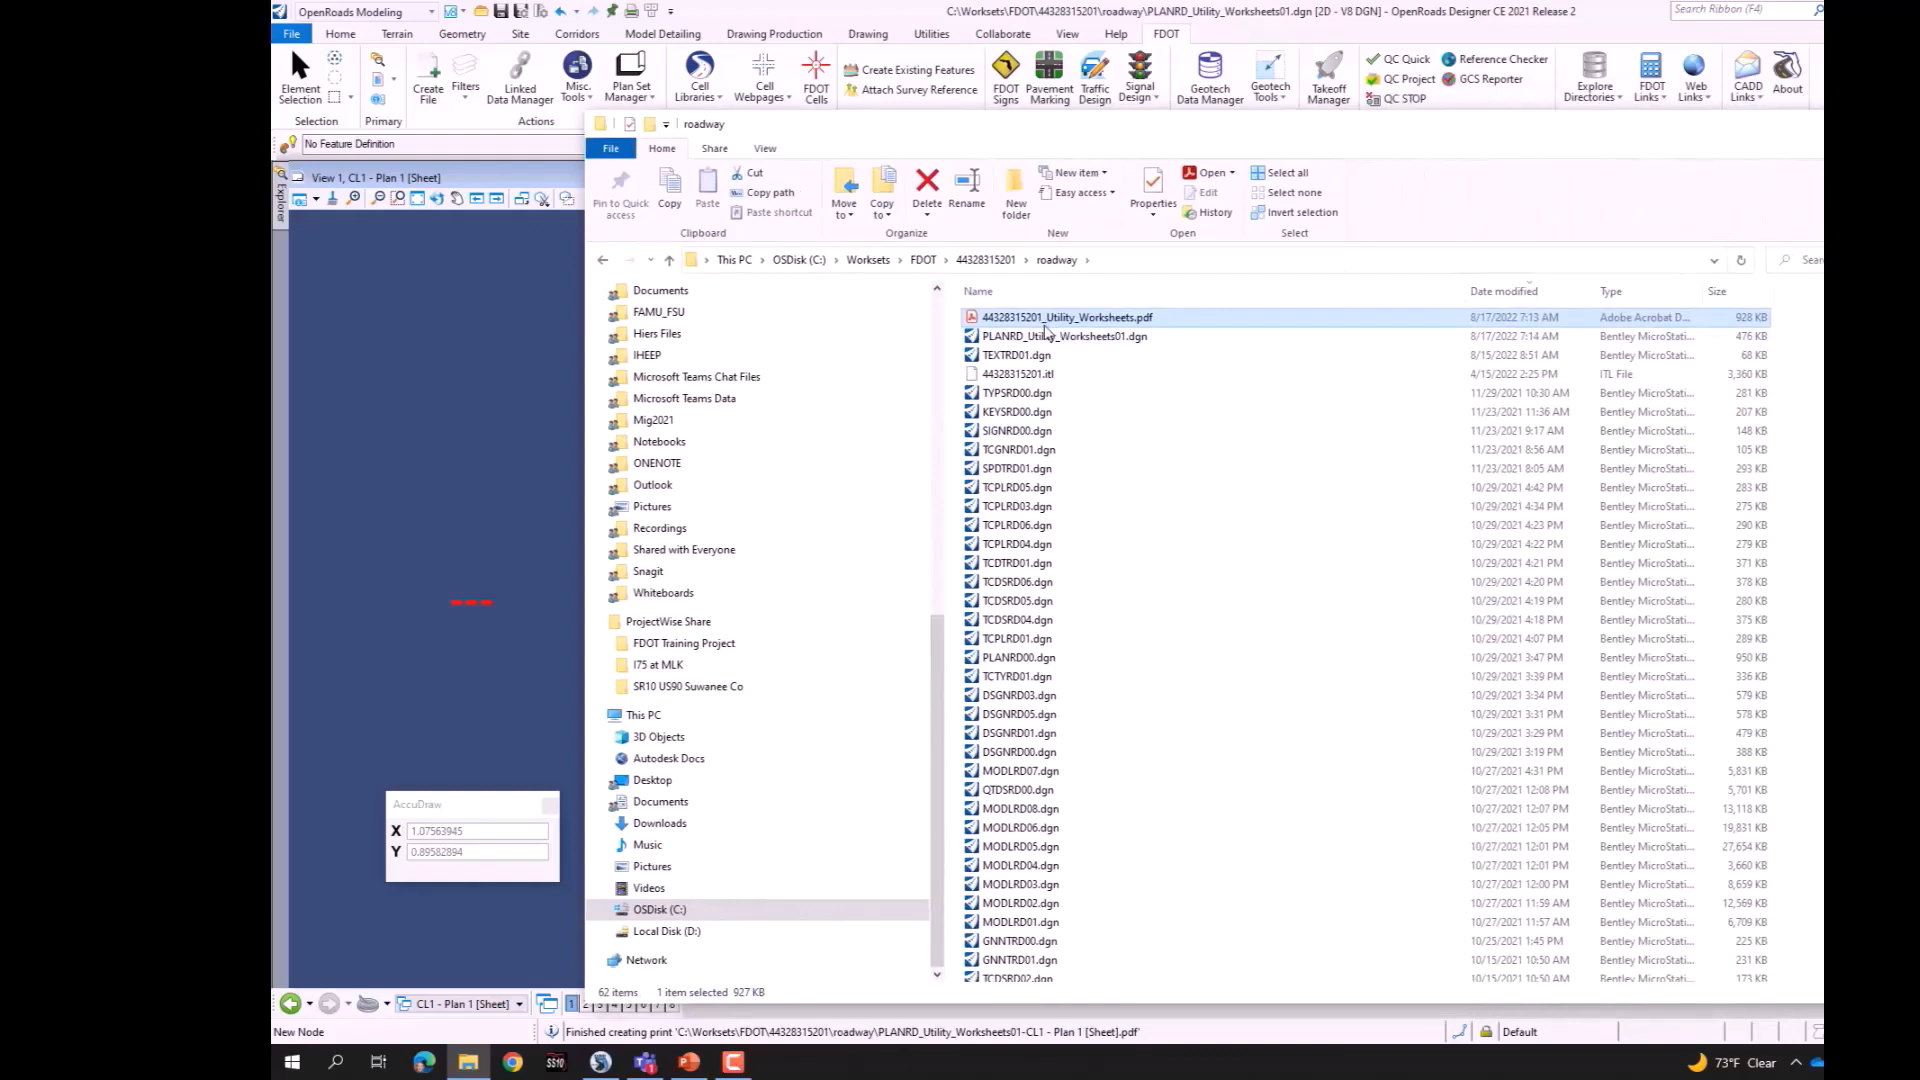 OpenRoads Modeling C:\Worksets\FDOT\44328315201\roadway\PLANRD_Utility_Worksheets01.dgn [2D - V8 DGN] - OpenRoads Designer CE 2021 Release 2 Search Ribbon (F4)
File Home Terrain Geometry Site Corridors Model Detailing Drawing Production Drawing Utilities Collaborate View Help FDOT
Create Existing Features QC Quick Reference Checker
QC Project GCS Reporter
Attach Survey Reference QC STOP
Element Selection Create File Filters Linked Data Manager Misc. Tools Plan Set Manager Cell Libraries Cell Webpages FDOT Cells FDOT Signs Pavement Marking Traffic Design Signal Design Geotech Data Manager Geotech Tools Takeoff Manager Explore Directories FDOT Links Web Links CADD Links About
Selection Primary Actions
roadway
No Feature Definition
File Home Share View
View 1, CL1 - Plan 1 [Sheet]
Explorer
Cut
Copy path
Paste shortcut
Pin to Quick access Copy Paste Move to Copy to Delete Rename New folder
New item
Easy access
Properties
Open
Edit
History
Select all
Select none
Invert selection
Clipboard Organize New Open Select
This PC > OSDisk (C:) > Worksets > FDOT > 44328315201 > roadway > Sear
Name Date modified Type Size
Documents
FAMU_FSU
Hiers Files
IHEEP
Microsoft Teams Chat Files
Microsoft Teams Data
Mig2021
Notebooks
ONENOTE
Outlook
Pictures
Recordings
Shared with Everyone
Snagit
Whiteboards
ProjectWise Share
FDOT Training Project
I75 at MLK
SR10 US90 Suwanee Co
This PC
3D Objects
Autodesk Docs
Desktop
Documents
Downloads
Music
Pictures
Videos
OSDisk (C:)
Local Disk (D:)
Network
44328315201_Utility_Worksheets.pdf 8/17/2022 7:13 AM Adobe Acrobat D... 928 KB
PLANRD_Utility_Worksheets01.dgn 8/17/2022 7:14 AM Bentley MicroStati... 476 KB
TEXTRD01.dgn 8/15/2022 8:51 AM Bentley MicroStati... 68 KB
44328315201.itl 4/15/2022 2:25 PM ITL File 3,360 KB
TYPSRD00.dgn 11/29/2021 10:30 AM Bentley MicroStati... 281 KB
KEYSRD00.dgn 11/23/2021 11:36 AM Bentley MicroStati... 207 KB
SIGNRD00.dgn 11/23/2021 9:17 AM Bentley MicroStati... 148 KB
TCGNRD01.dgn 11/23/2021 8:56 AM Bentley MicroStati... 105 KB
SPDTRD01.dgn 11/23/2021 8:05 AM Bentley MicroStati... 293 KB
TCPLRD05.dgn 10/29/2021 4:42 PM Bentley MicroStati... 283 KB
TCPLRD03.dgn 10/29/2021 4:34 PM Bentley MicroStati... 275 KB
TCPLRD06.dgn 10/29/2021 4:23 PM Bentley MicroStati... 290 KB
TCPLRD04.dgn 10/29/2021 4:22 PM Bentley MicroStati... 279 KB
TCDTRD01.dgn 10/29/2021 4:21 PM Bentley MicroStati... 371 KB
TCDSRD06.dgn 10/29/2021 4:20 PM Bentley MicroStati... 378 KB
TCDSRD05.dgn 10/29/2021 4:19 PM Bentley MicroStati... 280 KB
TCDSRD04.dgn 10/29/2021 4:18 PM Bentley MicroStati... 375 KB
TCPLRD01.dgn 10/29/2021 4:07 PM Bentley MicroStati... 289 KB
PLANRD00.dgn 10/29/2021 3:47 PM Bentley MicroStati... 950 KB
TCTYRD01.dgn 10/29/2021 3:39 PM Bentley MicroStati... 336 KB
DSGNRD03.dgn 10/29/2021 3:34 PM Bentley MicroStati... 579 KB
DSGNRD05.dgn 10/29/2021 3:31 PM Bentley MicroStati... 578 KB
DSGNRD01.dgn 10/29/2021 3:29 PM Bentley MicroStati... 479 KB
DSGNRD00.dgn 10/29/2021 3:19 PM Bentley MicroStati... 388 KB
MODLRD07.dgn 10/27/2021 4:31 PM Bentley MicroStati... 5,831 KB
QTDSRD00.dgn 10/27/2021 12:08 PM Bentley MicroStati... 5,701 KB
MODLRD08.dgn 10/27/2021 12:07 PM Bentley MicroStati... 13,118 KB
MODLRD06.dgn 10/27/2021 12:05 PM Bentley MicroStati... 19,831 KB
MODLRD05.dgn 10/27/2021 12:01 PM Bentley MicroStati... 27,654 KB
MODLRD04.dgn 10/27/2021 12:01 PM Bentley MicroStati... 3,660 KB
MODLRD03.dgn 10/27/2021 12:00 PM Bentley MicroStati... 8,659 KB
MODLRD02.dgn 10/27/2021 11:59 AM Bentley MicroStati... 12,569 KB
MODLRD01.dgn 10/27/2021 11:57 AM Bentley MicroStati... 6,709 KB
GNNTRD00.dgn 10/25/2021 1:45 PM Bentley MicroStati... 225 KB
GNNTRD01.dgn 10/15/2021 10:50 AM Bentley MicroStati... 231 KB
TCDSRD02.dgn 10/15/2021 10:50 AM Bentley MicroStati... 173 KB
AccuDraw
X 1.07563945
Y 0.89582894
62 items 1 item selected 927 KB
CL1 - Plan 1 [Sheet] 1 2 3 4 5 6 7 8
New Node Finished creating print 'C:\Worksets\FDOT\44328315201\roadway\PLANRD_Utility_Worksheets01-CL1 - Plan 1 [Sheet].pdf' Default
SS10 73°F Clear